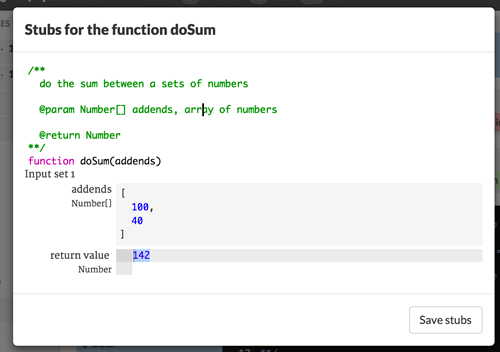 Stubs for the function doSum
/**
do the sum between a sets of numbers
@param Number[] addends, array of numbers
@return Number
**/
function doSum(addends)
Input set 1
addends
Number[]
[
100,
40
]
return value
142
Number
Save stubs